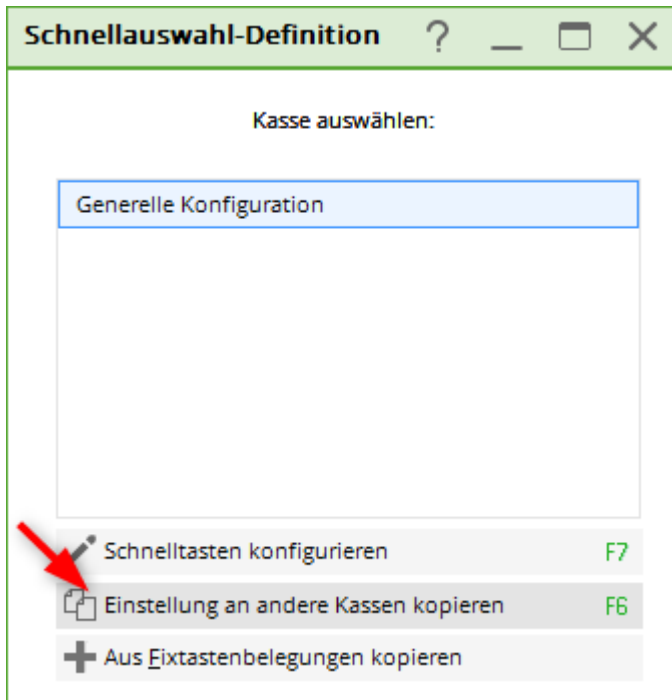 Schnellauswahl-Definition ?
Kasse auswählen:
Generelle Konfiguration
Schnelltasten konfigurieren F7
Einstellung an andere Kassen kopieren F6
Aus Fixtastenbelegungen kopieren